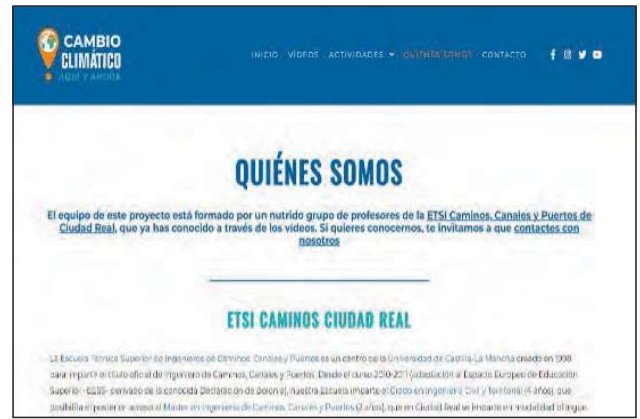 CAMBIO
CLIMÁTICO
AQUÍ Y AHORA
INICIO VÍDEOS ACTIVIDADES QUIÉNES SOMOS CONTACTO
QUIÉNES SOMOS
El equipo de este proyecto está formado por un nutrido grupo de profesores de la ETSI Caminos, Canales y Puertos de
Ciudad Real, que ya has conocido a través de los vídeos. Si quieres conocernos, te invitamos a que contactes con
nosotros
ETSI CAMINOS CIUDAD REAL
La Escuela Técnica Superior de Ingenieros de Caminos, Canales y Puertos es un centro de la Universidad de Castilla-La Mancha creado en 1998
para impartir el título oficial de Ingeniero de Caminos, Canales y Puertos. Desde el curso 2010-2011 (adaptación al Espacio Europeo de Educación
Superior -EEES- derivado de la conocida Declaración de Bolonia), nuestra Escuela imparte el Grado en Ingeniería Civil y Territorial (4 años), que
posibilita el posterior acceso al Máster en Ingeniería de Caminos, Canales y Puertos (2 años), que en Ciudad Real se imparte en modalidad bilingüe.